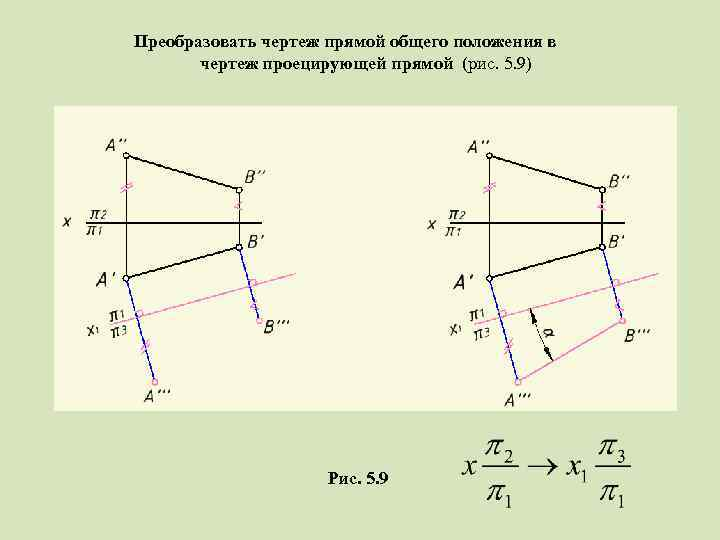 Преобразовать чертеж прямой общего положения в
чертеж проецирующей прямой (рис. 5.9)
A''
B''
x π2/π1
B'
A'
x1 π1/π3
B'''
A'''
A''
B''
x π2/π1
B'
A'
x1 π1/π3
α
B'''
A'''
Рис. 5.9
x π2/π1 → x1 π3/π1